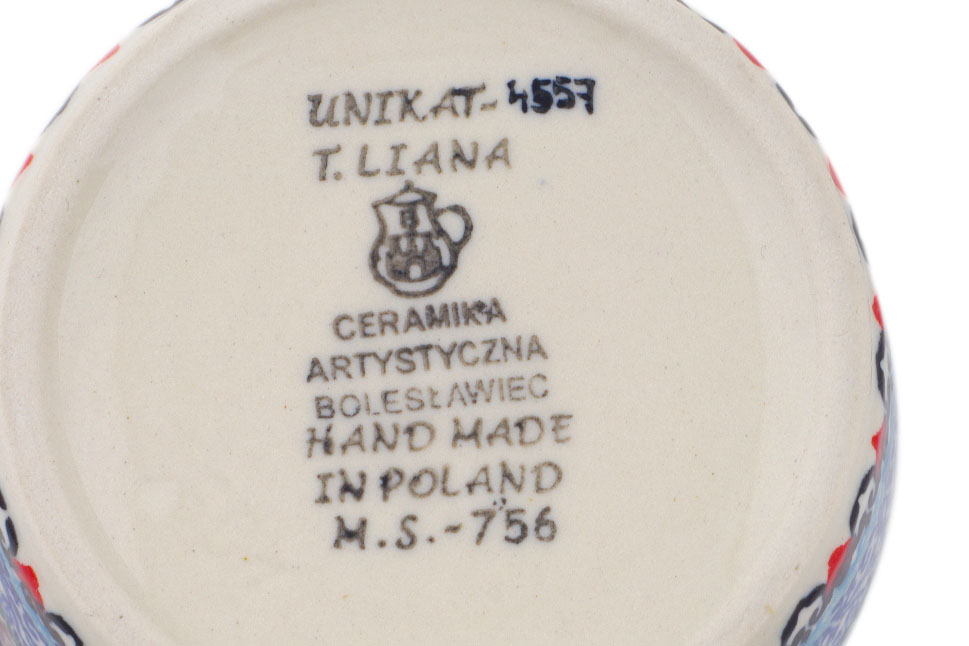 UNIKAT-4557
T. LIANA
CERAMIKA
ARTYSTYCZNA
BOLESŁAWIEC
HAND MADE
IN POLAND
M.S.-756